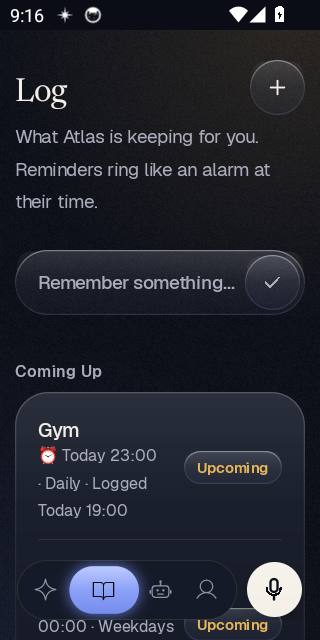 9:16
Log
What Atlas is keeping for you.
Reminders ring like an alarm at
their time.
Remember something...
Coming Up
Gym
⏰ Today 23:00
· Daily · Logged
Today 19:00
Upcoming
00:00 · Weekdays
Upcoming